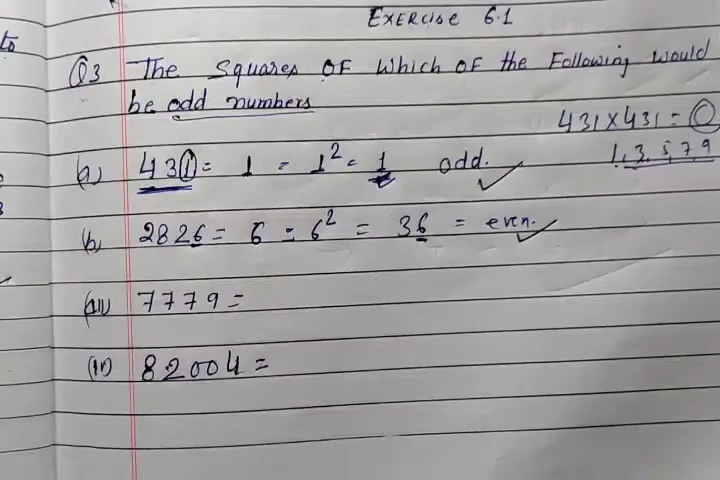 to
EXERCISE 6.1
Q3 The Squares OF Which OF the Following Would
be odd numbers
431 x 431 =
1, 3, 5, 7, 9
(a) 431 = 1 = 1² = 1 odd. ✓
(b) 2826 = 6 = 6² = 36 = even. ✓
(iii) 7779 =
(iv) 82004 =